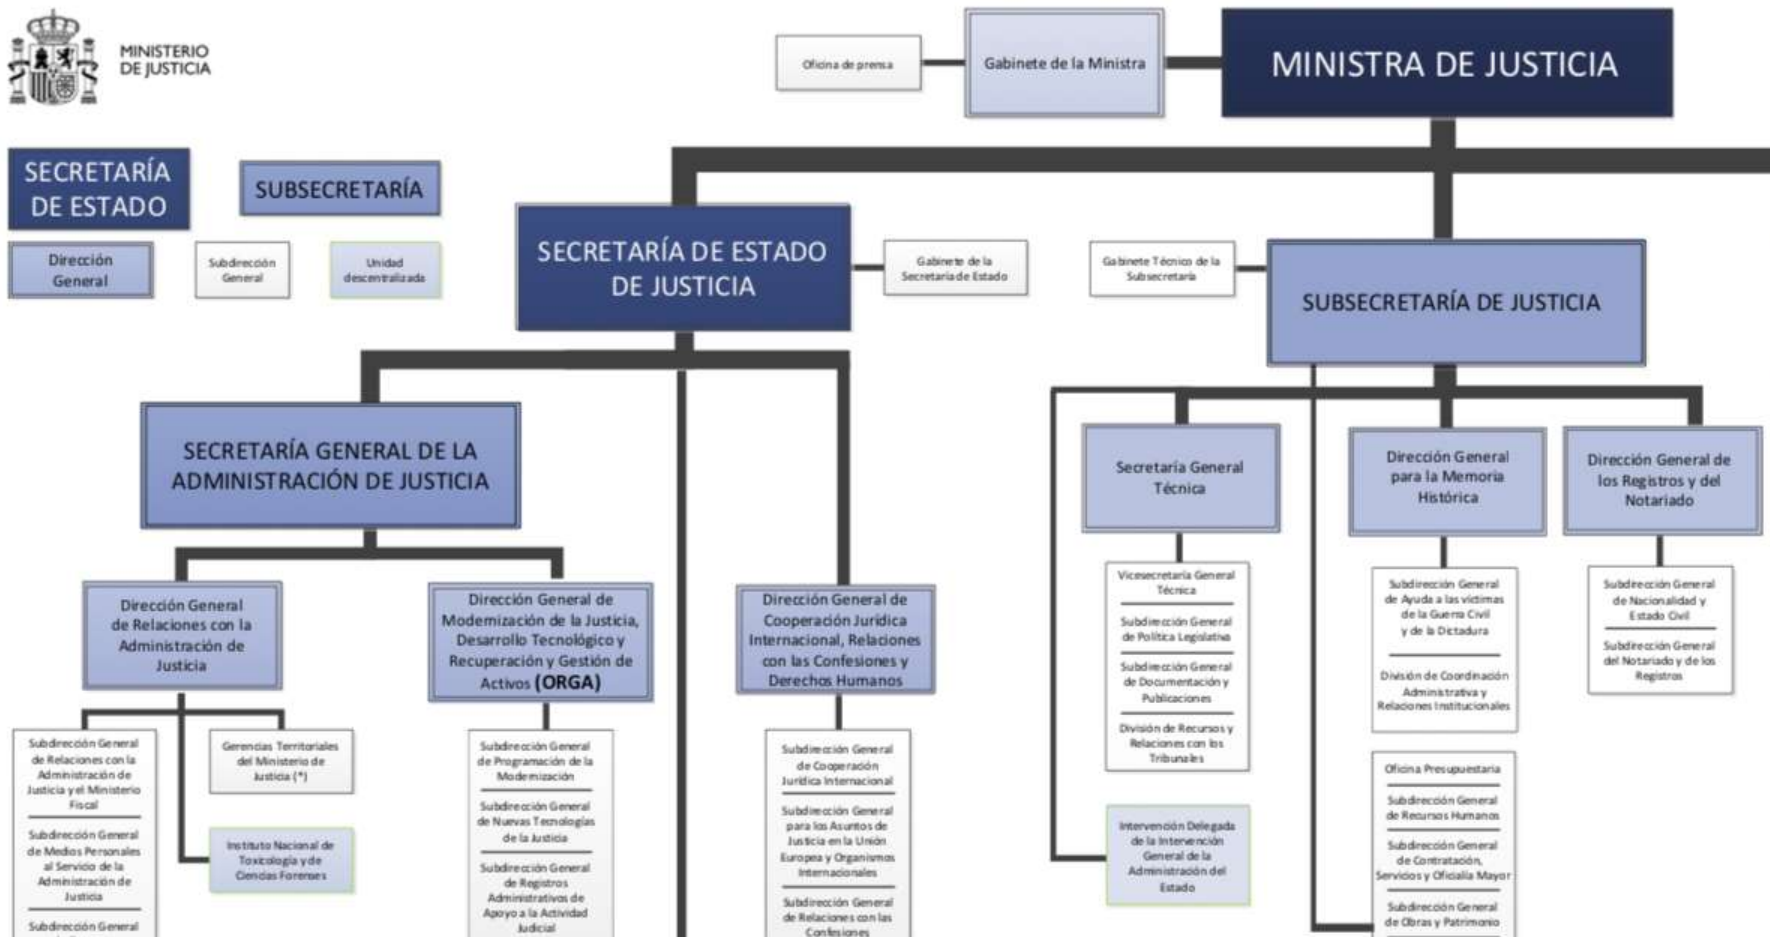 MINISTERIO
DE JUSTICIA
Oficina de prensa
Gabinete de la Ministra
MINISTRA DE JUSTICIA
SECRETARÍA
DE ESTADO
SUBSECRETARÍA
Dirección
General
Subdirección
General
Unidad
descentralizada
SECRETARÍA DE ESTADO
DE JUSTICIA
Gabinete de la
Secretaría de Estado
Gabinete Técnico de la
Subsecretaría
SUBSECRETARÍA DE JUSTICIA
SECRETARÍA GENERAL DE LA
ADMINISTRACIÓN DE JUSTICIA
Secretaría General
Técnica
Dirección General
para la Memoria
Histórica
Dirección General de
los Registros y del
Notariado
Dirección General
de Relaciones con la
Administración de
Justicia
Dirección General de
Modernización de la Justicia,
Desarrollo Tecnológico y
Recuperación y Gestión de
Activos (ORGA)
Dirección General de
Cooperación Jurídica
Internacional, Relaciones
con las Confesiones y
Derechos Humanos
Vicesecretaría General
Técnica
Subdirección General
de Política Legislativa
Subdirección General
de Documentación y
Publicaciones
División de Recursos y
Relaciones con los
Tribunales
Subdirección General
de Ayuda a las víctimas
de la Guerra Civil
y de la Dictadura
División de Coordinación
Administrativa y
Relaciones Institucionales
Subdirección General
de Nacionalidad y
Estado Civil
Subdirección General
del Notariado y de los
Registros
Subdirección General
de Relaciones con la
Administración de
Justicia y el Ministerio
Fiscal
Subdirección General
de Medios Personales
al Servicio de la
Administración de
Justicia
Subdirección General
Gerencias Territoriales
del Ministerio de
Justicia (*)
Instituto Nacional de
Toxicología y de
Ciencias Forenses
Subdirección General
de Programación de la
Modernización
Subdirección General
de Nuevas Tecnologías
de la Justicia
Subdirección General
de Registros
Administrativos de
Apoyo a la Actividad
Judicial
Subdirección General
de Cooperación
Jurídica Internacional
Subdirección General
para los Asuntos de
Justicia en la Unión
Europea y Organismos
Internacionales
Subdirección General
de Relaciones con las
Confesiones
Intervención Delegada
de la Intervención
General de la
Administración del
Estado
Oficina Presupuestaria
Subdirección General
de Recursos Humanos
Subdirección General
de Contratación,
Servicios y Oficialía Mayor
Subdirección General
de Obras y Patrimonio